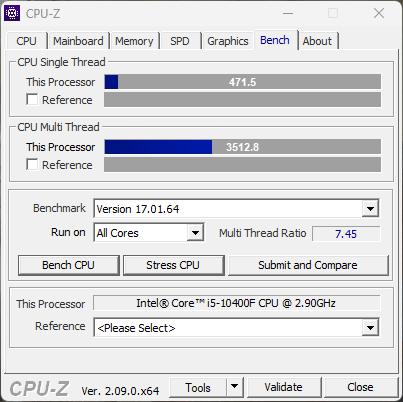 CPU-Z
CPU Mainboard Memory SPD Graphics Bench About
CPU Single Thread
This Processor 471.5
Reference
CPU Multi Thread
This Processor 3512.8
Reference
Benchmark Version 17.01.64
Run on All Cores Multi Thread Ratio 7.45
Bench CPU Stress CPU Submit and Compare
This Processor Intel® Core™ i5-10400F CPU @ 2.90GHz
Reference <Please Select>
CPU-Z Ver. 2.09.0.x64 Tools Validate Close